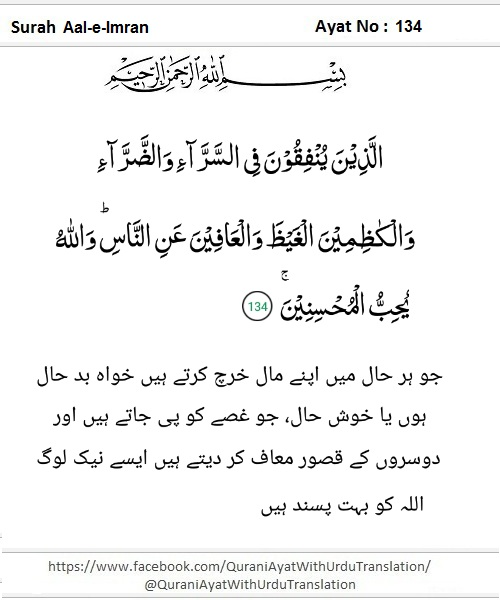 Surah Aal-e-Imran Ayat No : 134
بِسْمِ اللهِ الرَّحْمٰنِ الرَّحِيْمِ
الَّذِيْنَ يُنْفِقُوْنَ فِى السَّرَّآءِ وَالضَّرَّآءِ
وَالْكٰظِمِيْنَ الْغَيْظَ وَالْعَافِيْنَ عَنِ النَّاسِ ؕ وَاللّٰهُ
يُحِبُّ الْمُحْسِنِيْنَ ۚ 134
جو ہر حال میں اپنے مال خرچ کرتے ہیں خواہ بد حال
ہوں یا خوش حال، جو غصے کو پی جاتے ہیں اور
دوسروں کے قصور معاف کر دیتے ہیں ایسے نیک لوگ
اللہ کو بہت پسند ہیں
https://www.facebook.com/QuraniAyatWithUrduTranslation/
@QuraniAyatWithUrduTranslation